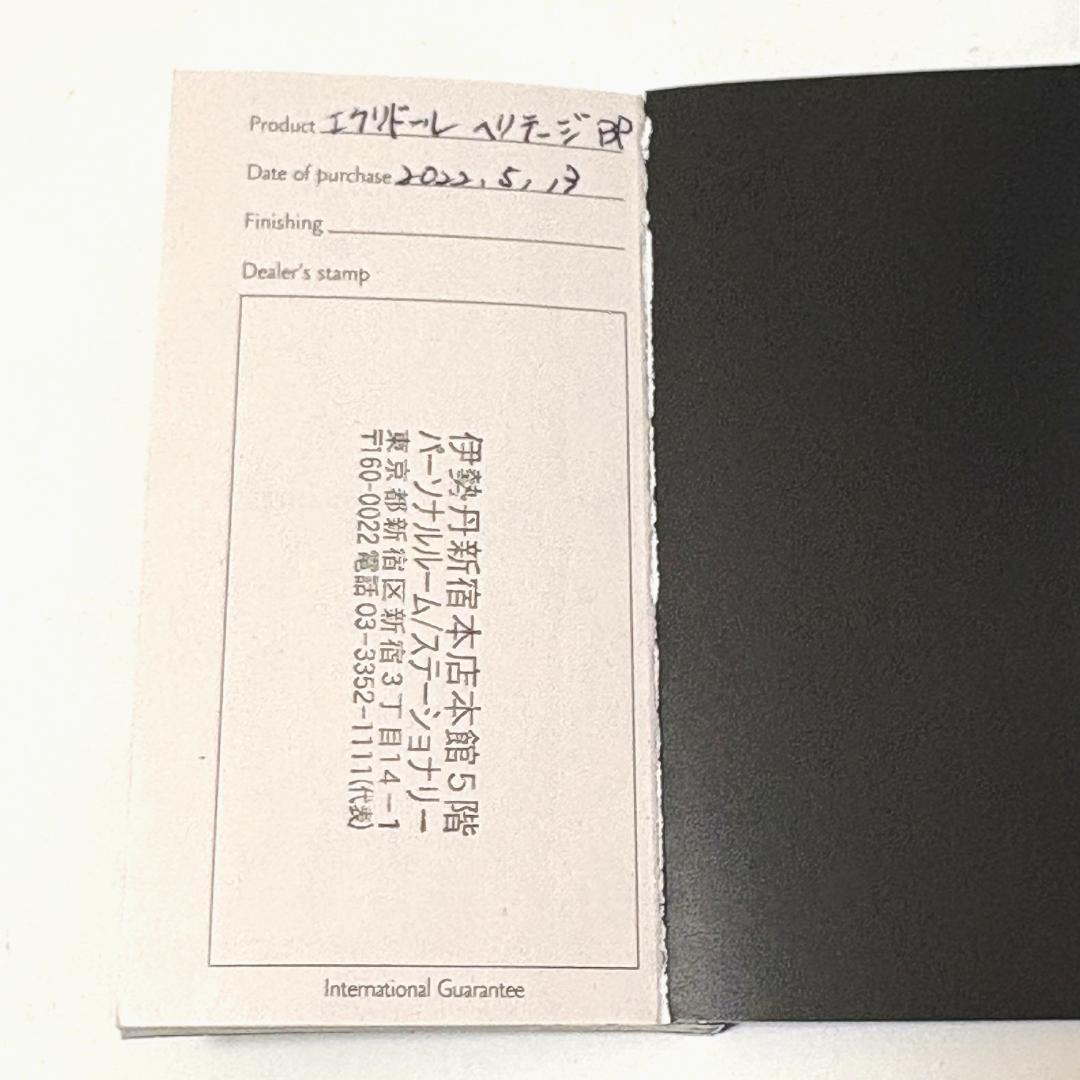 Product エクリドール ヘリテージ BP
Date of purchase 2022.5.13
Finishing
Dealer's stamp
伊勢丹新宿本店本館5階
パーソナルルーム/ステーショナリー
東京都新宿区新宿3丁目14-1
〒160-0022 電話 03-3352-1111(代表)
International Guarantee